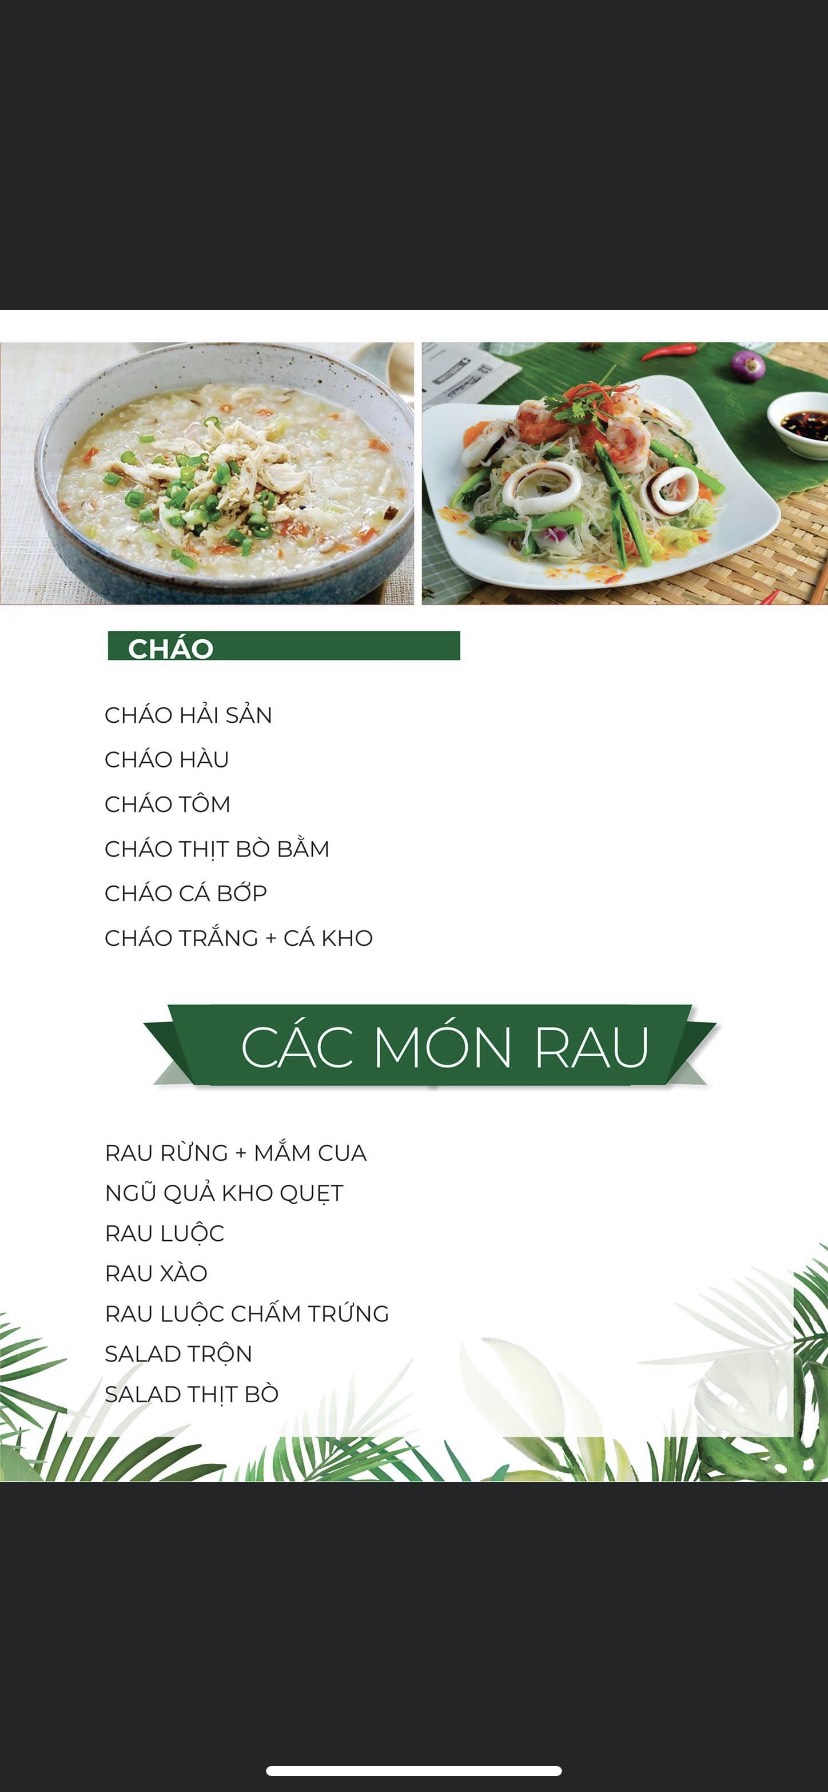 CHÁO
CHÁO HẢI SẢN
CHÁO HÀU
CHÁO TÔM
CHÁO THỊT BÒ BẰM
CHÁO CÁ BỚP
CHÁO TRẮNG + CÁ KHO
CÁC MÓN RAU
RAU RỪNG + MẮM CUA
NGŨ QUẢ KHO QUẸT
RAU LUỘC
RAU XÀO
RAU LUỘC CHẤM TRỨNG
SALAD TRỘN
SALAD THỊT BÒ